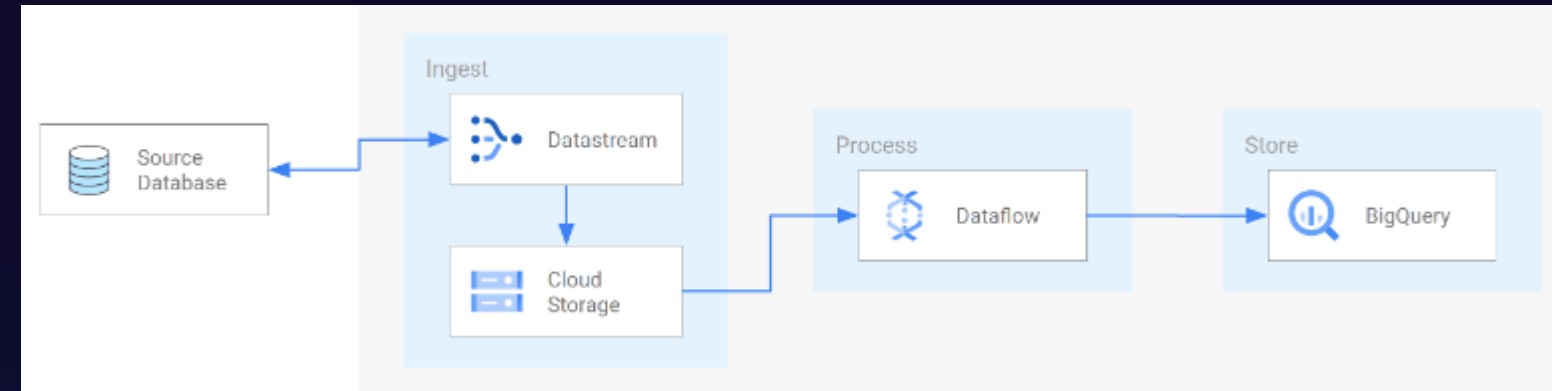 Ingest
Datastream
Source
Database
Cloud
Storage
Process
Dataflow
Store
BigQuery